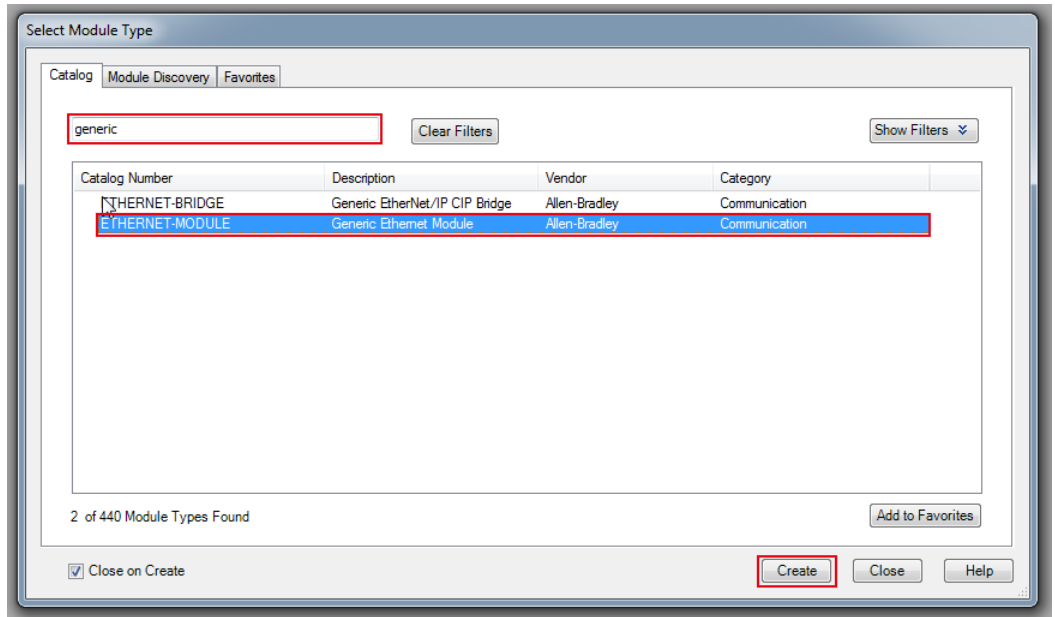 Select Module Type
Catalog Module Discovery Favorites
generic Clear Filters Show Filters
Catalog Number Description Vendor Category
ETHERNET-BRIDGE Generic EtherNet/IP CIP Bridge Allen-Bradley Communication
ETHERNET-MODULE Generic Ethernet Module Allen-Bradley Communication
2 of 440 Module Types Found Add to Favorites
Close on Create Create Close Help